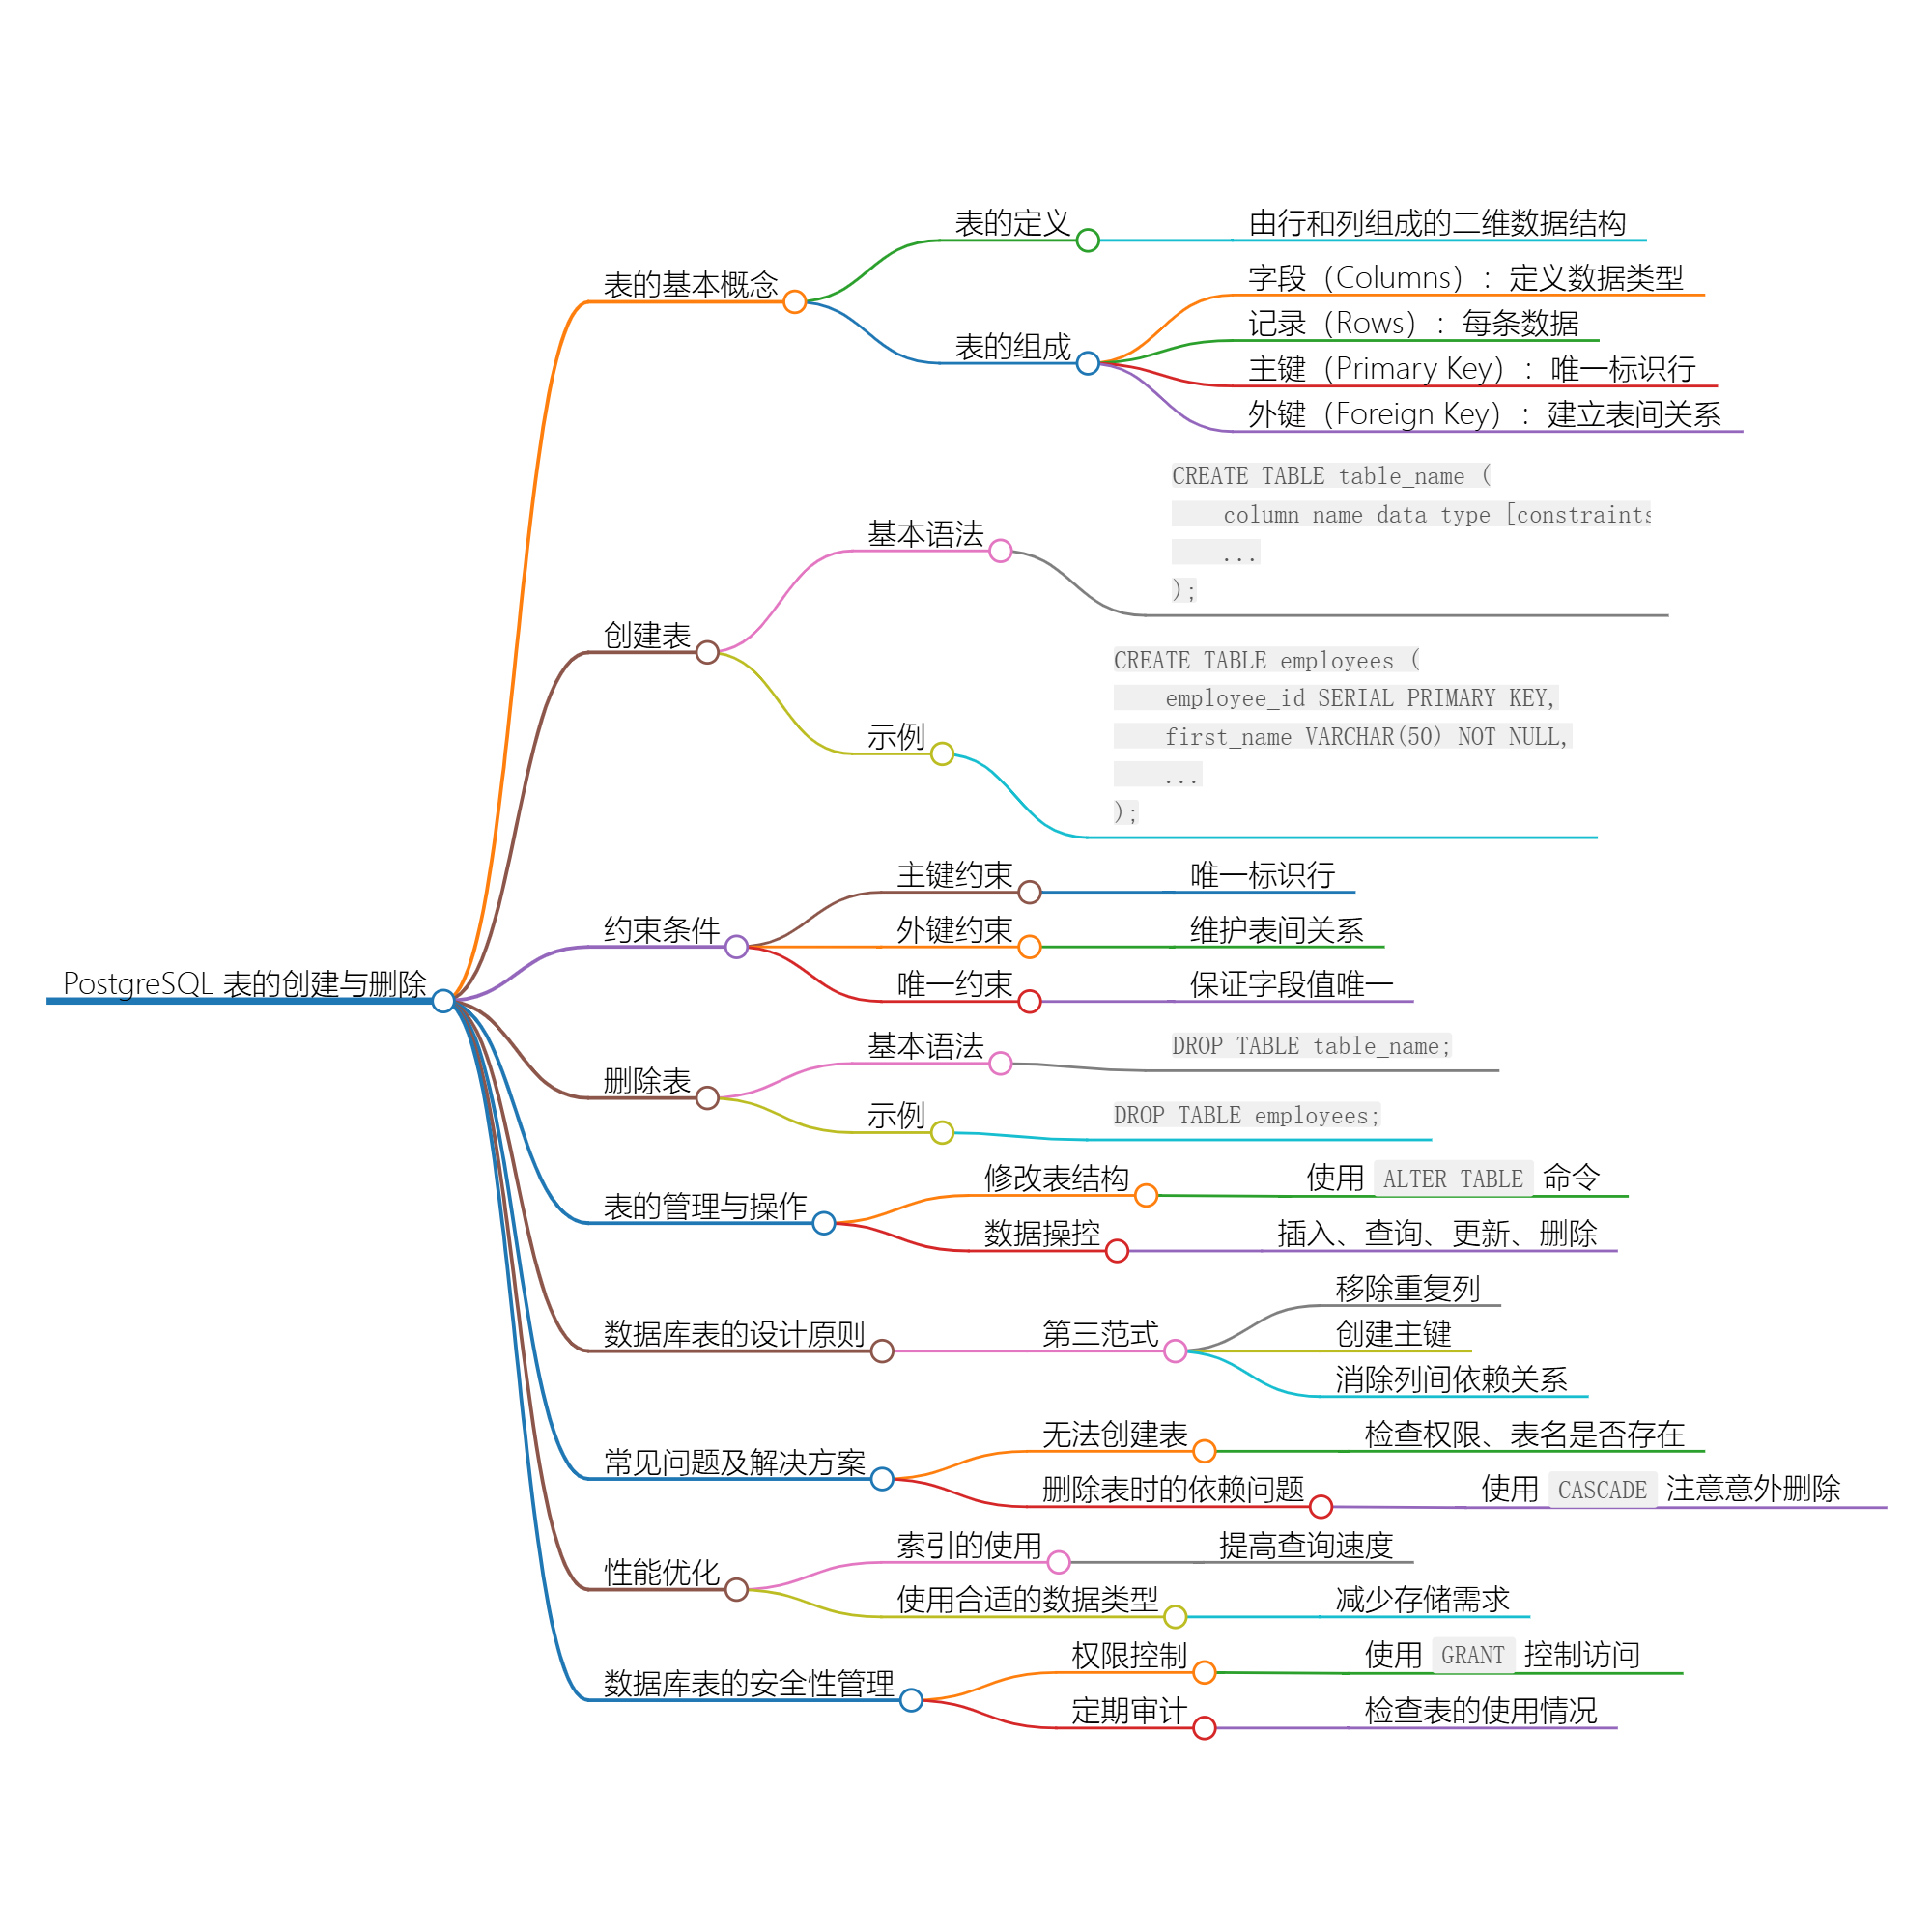 PostgreSQL 表的创建与删除
表的基本概念
表的定义
由行和列组成的二维数据结构
表的组成
字段（Columns）：定义数据类型
记录（Rows）：每条数据
主键（Primary Key）：唯一标识行
外键（Foreign Key）：建立表间关系
创建表
基本语法
CREATE TABLE table_name (
    column_name data_type [constraints
    ...
);
示例
CREATE TABLE employees (
    employee_id SERIAL PRIMARY KEY,
    first_name VARCHAR(50) NOT NULL,
    ...
);
约束条件
主键约束
唯一标识行
外键约束
维护表间关系
唯一约束
保证字段值唯一
删除表
基本语法
DROP TABLE table_name;
示例
DROP TABLE employees;
表的管理与操作
修改表结构
使用 ALTER TABLE 命令
数据操控
插入、查询、更新、删除
数据库表的设计原则
第三范式
移除重复列
创建主键
消除列间依赖关系
常见问题及解决方案
无法创建表
检查权限、表名是否存在
删除表时的依赖问题
使用 CASCADE 注意意外删除
性能优化
索引的使用
提高查询速度
使用合适的数据类型
减少存储需求
数据库表的安全性管理
权限控制
使用 GRANT 控制访问
定期审计
检查表的使用情况